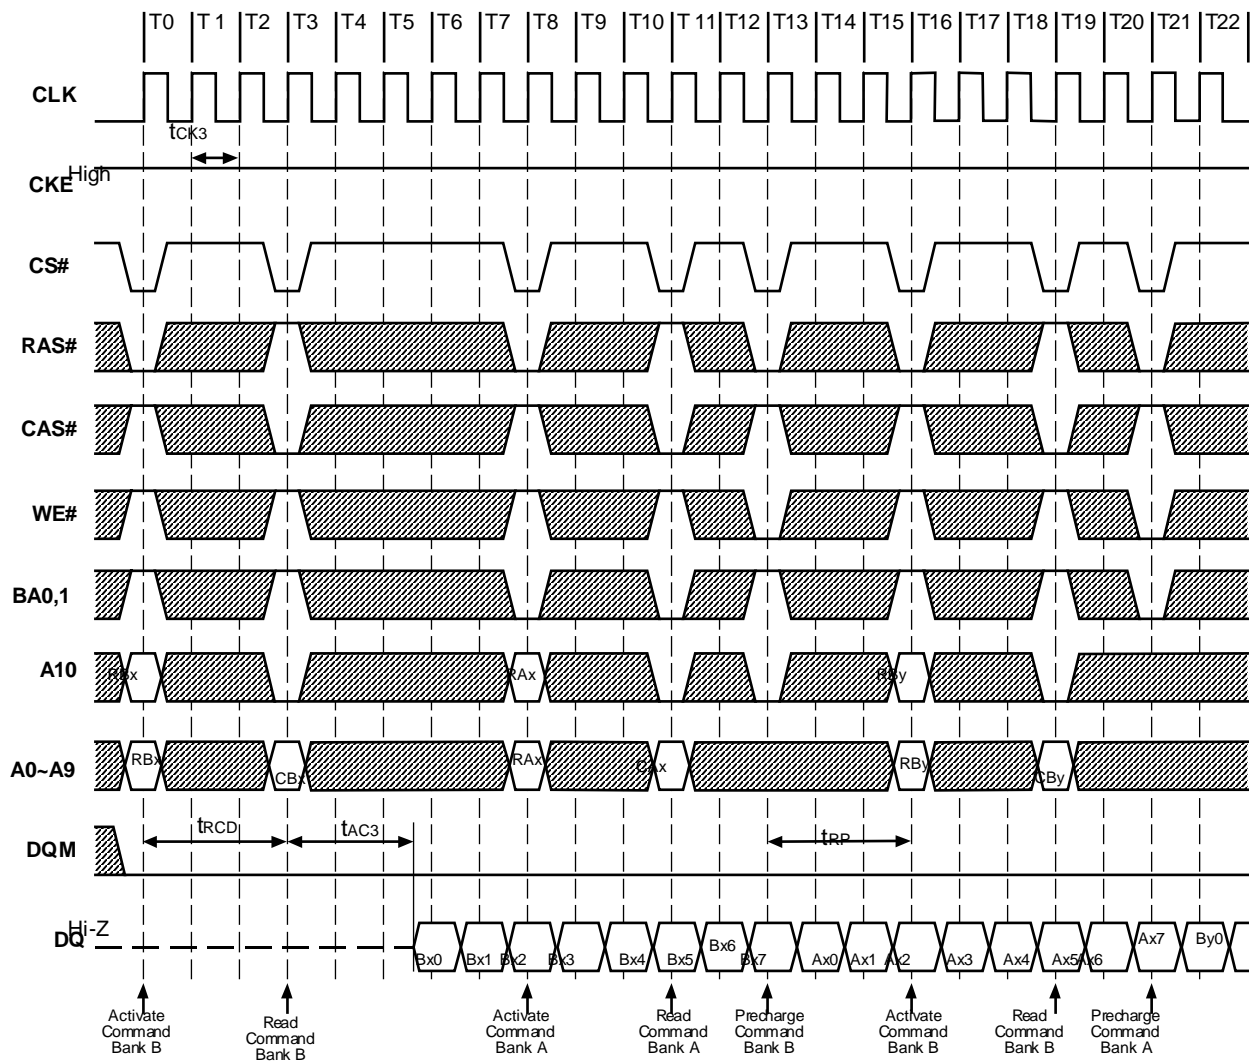 T0 T 1 T2 T3 T4 T5 T6 T7 T8 T9 T10 T 11 T12 T13 T14 T15 T16 T17 T18 T19 T20 T21 T22
CLK
tCK3
High
CKE
CS#
RAS#
CAS#
WE#
BA0,1
A10
RBx RAx RBy
A0~A9
RBx CBx RAx CAx RBy CBy
tRCD tAC3 tRP
DQM
Hi-Z
DQ
Bx0 Bx1 Bx2 Bx3 Bx4 Bx5 Bx6 Bx7 Ax0 Ax1 Ax2 Ax3 Ax4 Ax5 Ax6 Ax7 By0
Activate
Command
Bank B
Read
Command
Bank B
Activate
Command
Bank A
Read
Command
Bank A
Precharge
Command
Bank B
Activate
Command
Bank B
Read
Command
Bank B
Precharge
Command
Bank A